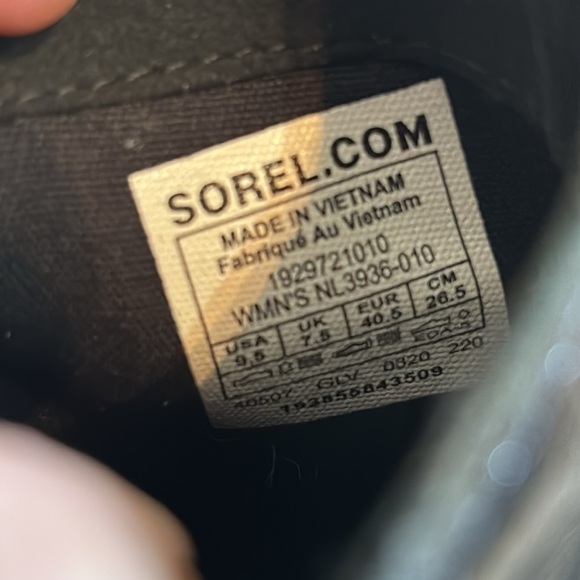 SOREL.COM
MADE IN VIETNAM
Fabriqué Au Vietnam
1929721010
WMN'S NL3936-010
USA UK EUR CM
9.5 7.5 40.5 26.5
GLV 0820 220